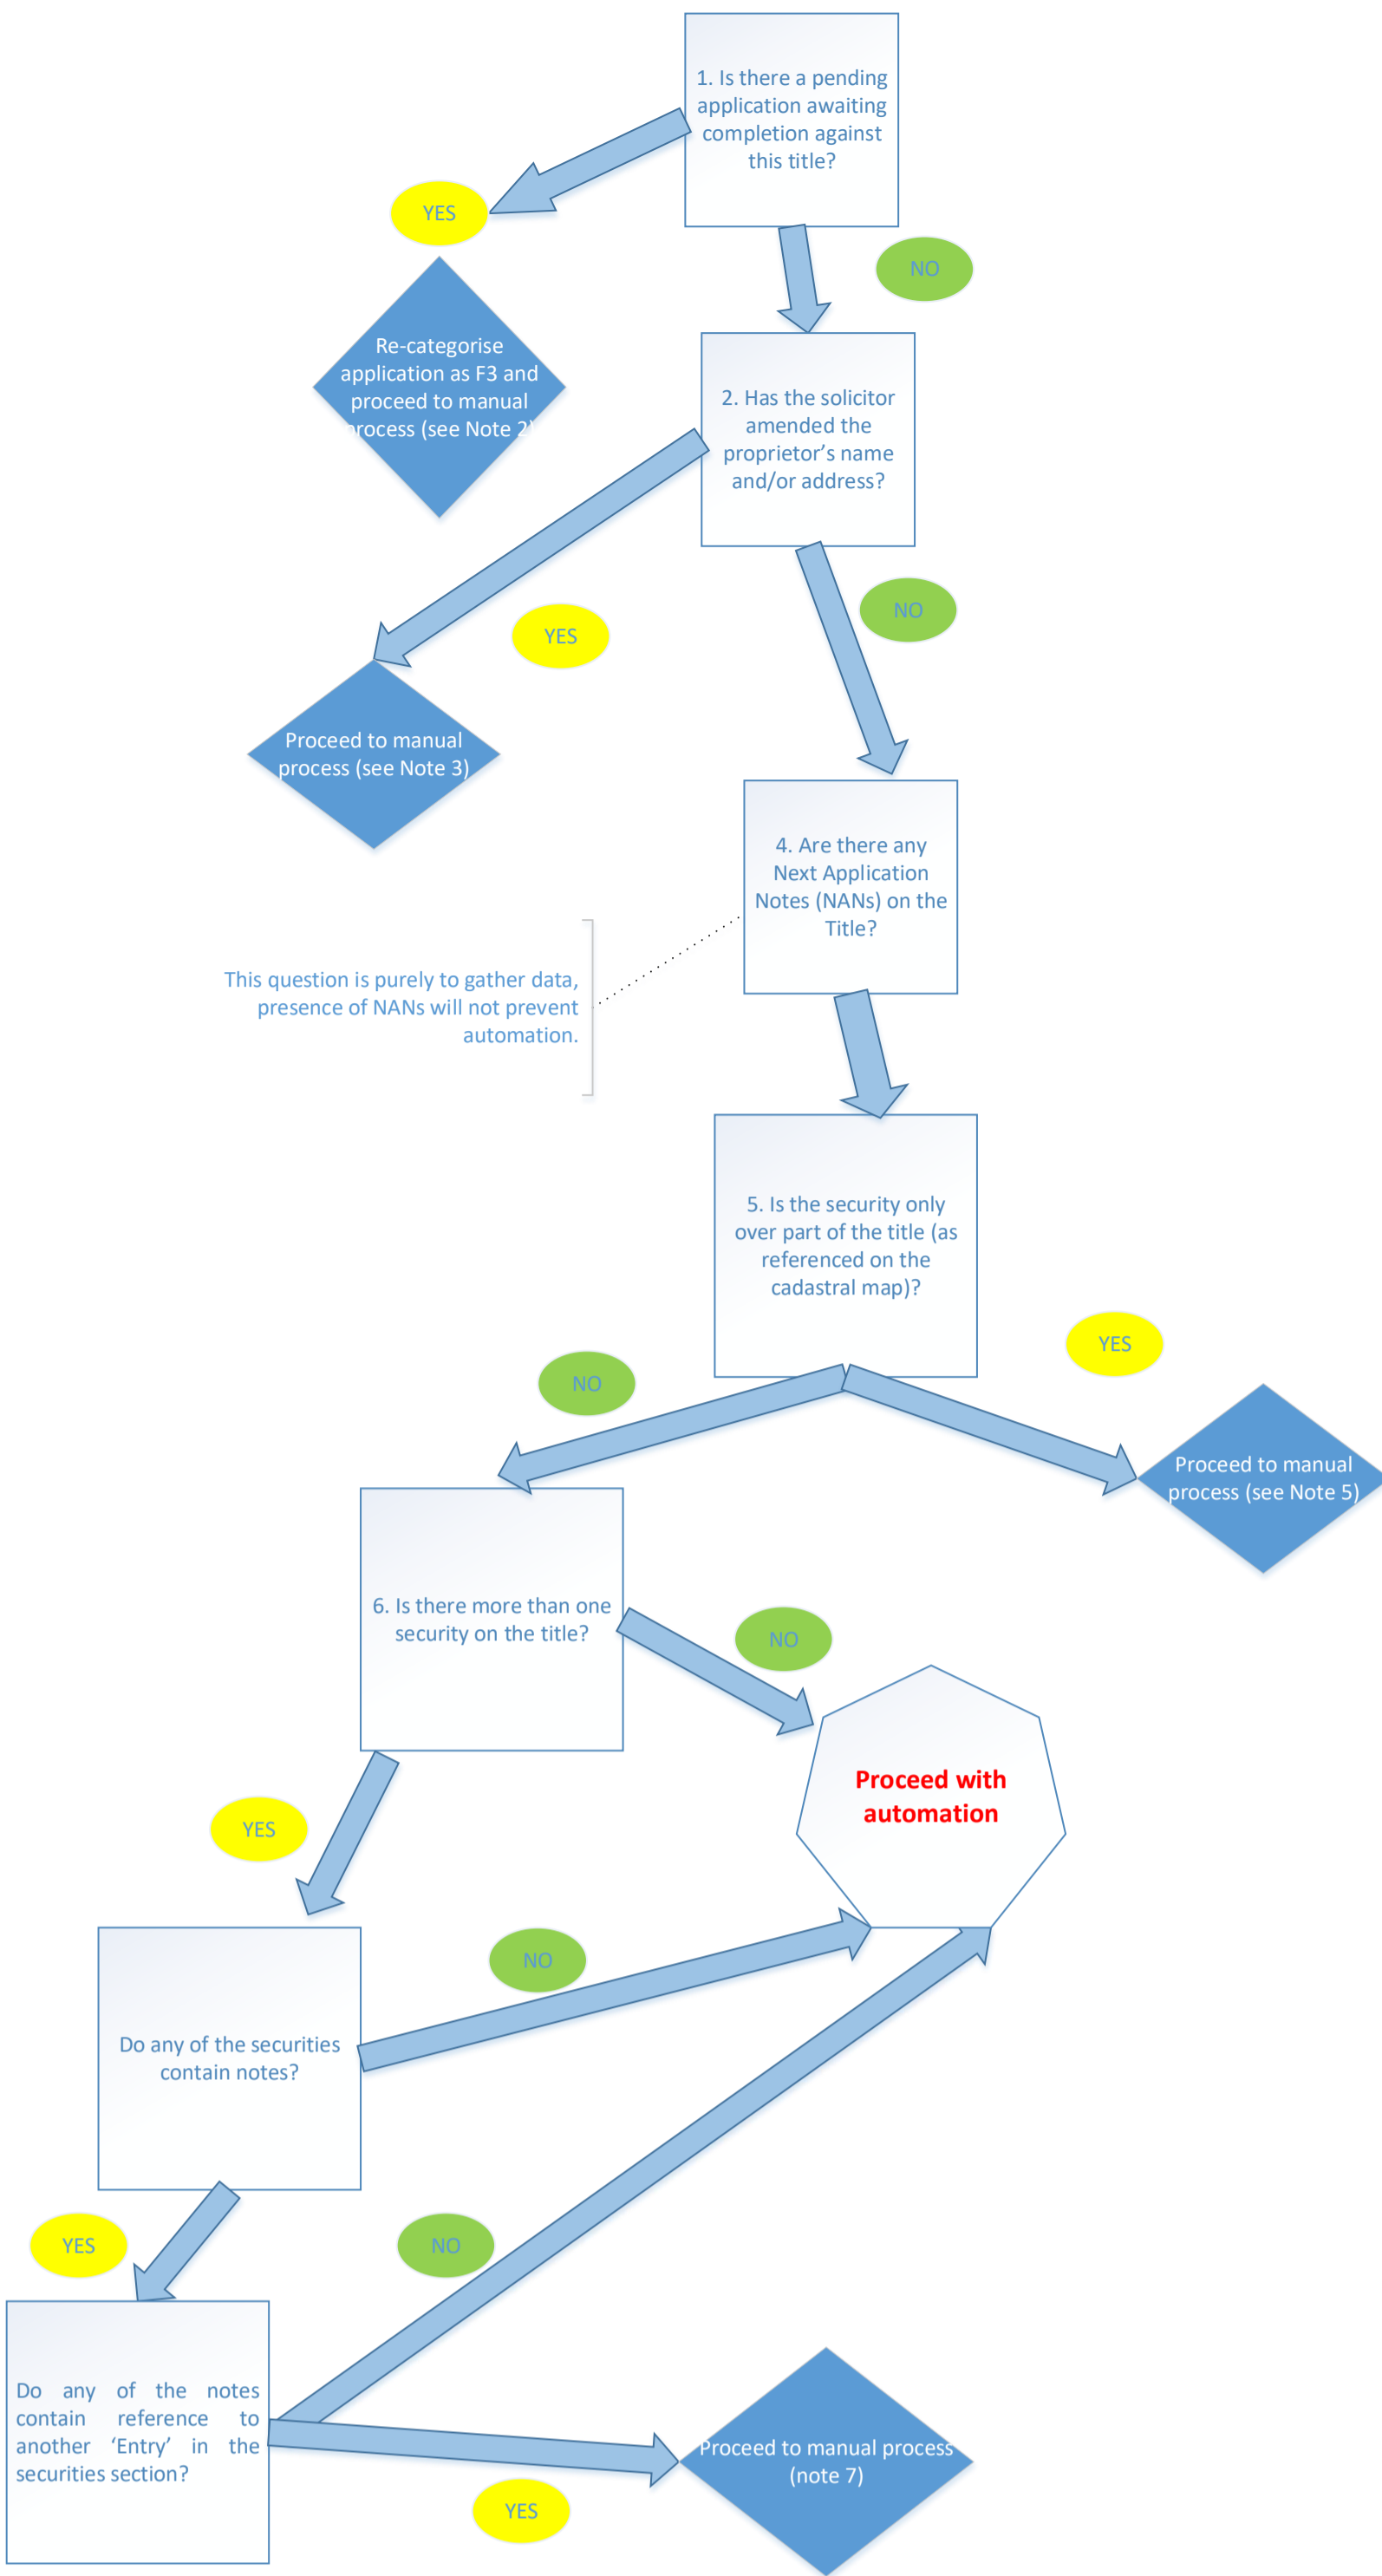 1. Is there a pending
application awaiting
completion against
this title?
YES
NO
Re-categorise
application as F3 and
proceed to manual
process (see Note 2)
2. Has the solicitor
amended the
proprietor’s name
and/or address?
YES
NO
Proceed to manual
process (see Note 3)
4. Are there any
Next Application
Notes (NANs) on the
Title?
This question is purely to gather data,
presence of NANs will not prevent
automation.
5. Is the security only
over part of the title (as
referenced on the
cadastral map)?
YES
NO
Proceed to manual
process (see Note 5)
6. Is there more than one
security on the title?
NO
Proceed with
automation
YES
NO
Do any of the securities
contain notes?
YES
NO
Do any of the notes
contain reference to
another ‘Entry’ in the
securities section?
Proceed to manual process
(note 7)
YES